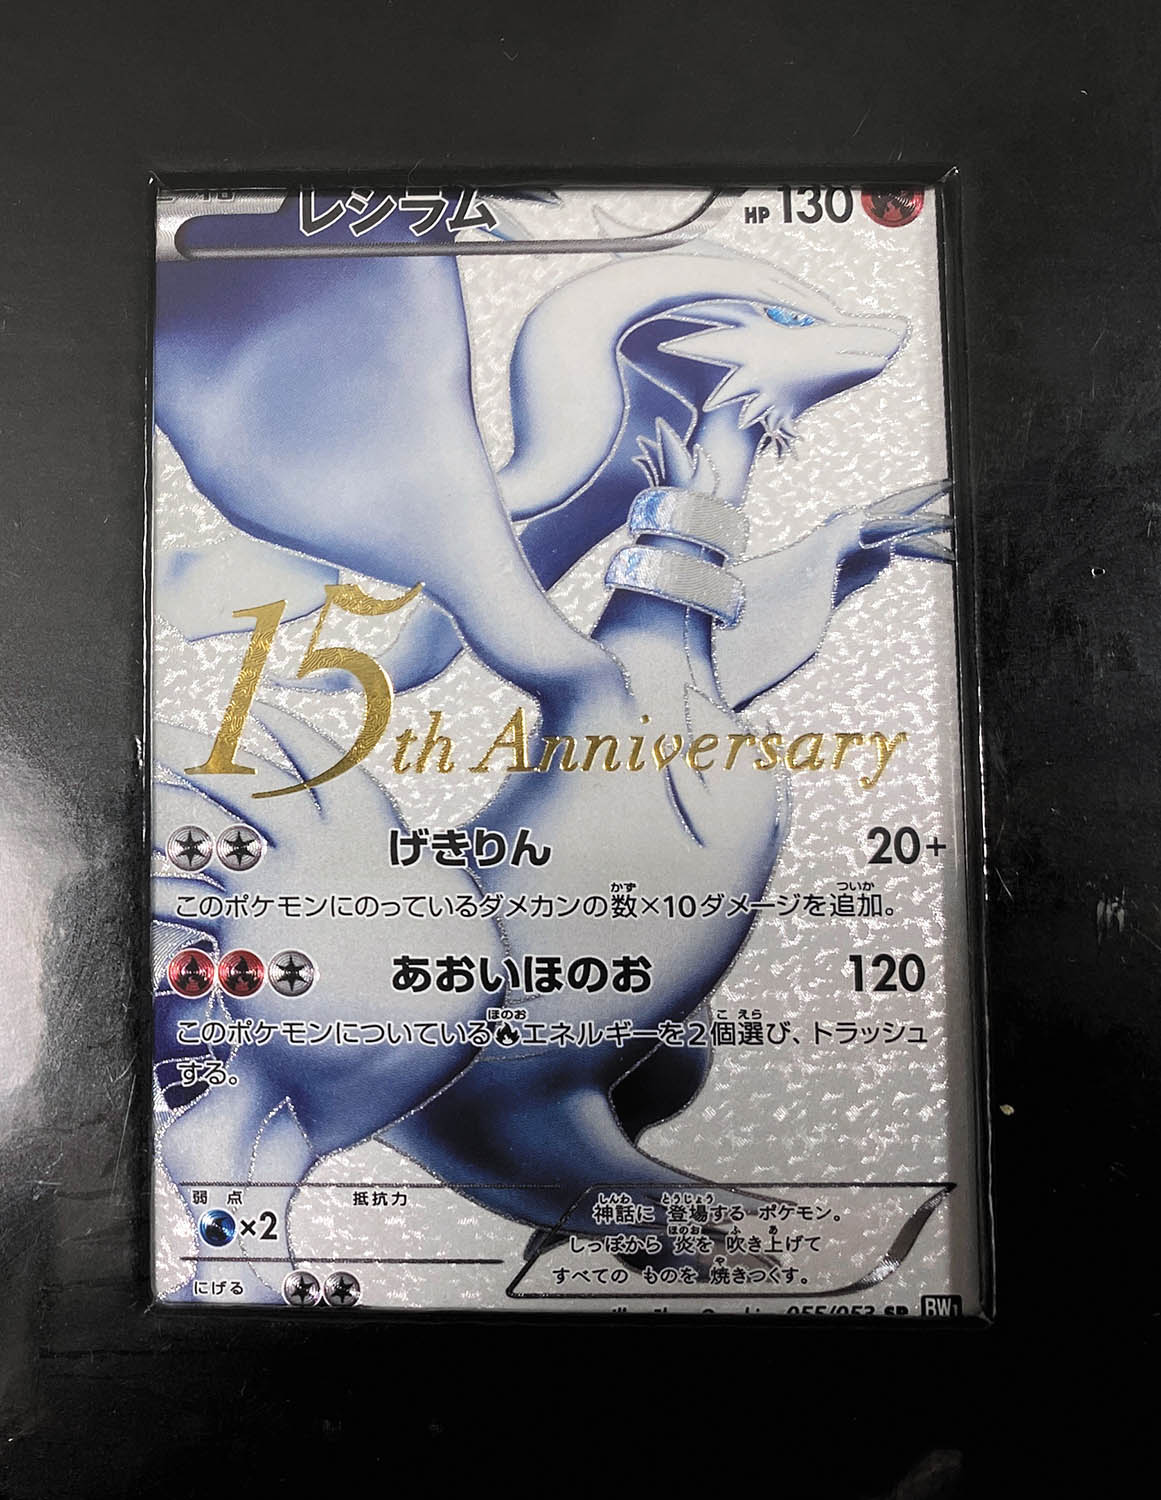 レシラム
HP 130
15th Anniversary
げきりん 20+
このポケモンにのっているダメカンの数×10ダメージを追加。
あおいほのお 120
このポケモンについている エネルギーを2個選び、トラッシュ
する。
弱点 抵抗力
×2
にげる
神話に 登場する ポケモン。
しっぽから 炎を 吹き上げて
すべての ものを 焼きつくす。
055/053 SR BW1